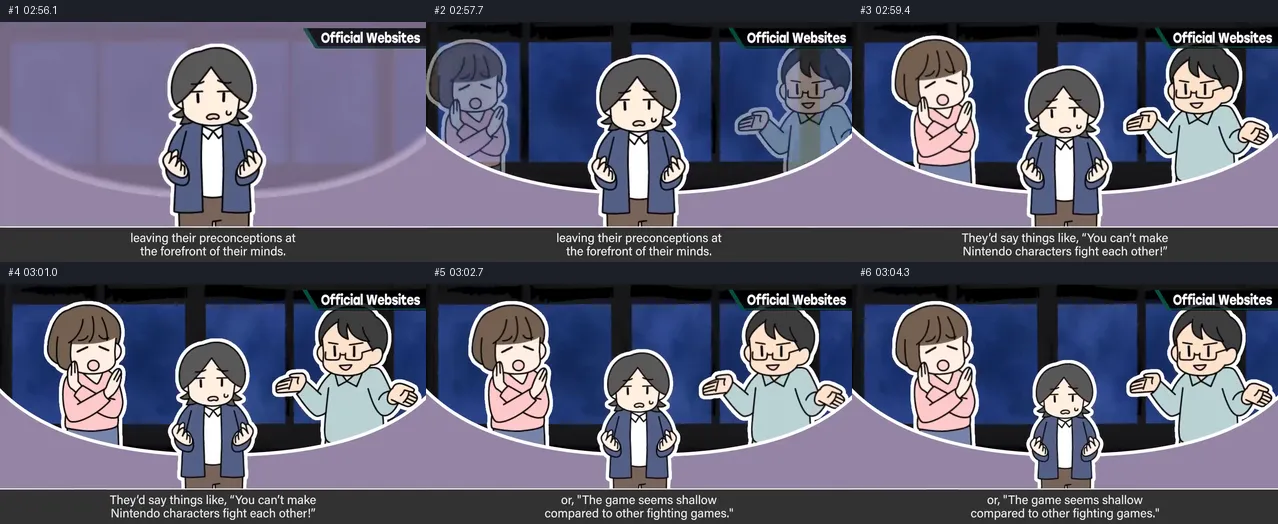 #1 02:56.1
Official Websites
leaving their preconceptions at
the forefront of their minds.
#2 02:57.7
Official Websites
leaving their preconceptions at
the forefront of their minds.
#3 02:59.4
Official Websites
They'd say things like, “You can't make
Nintendo characters fight each other!”
#4 03:01.0
Official Websites
They'd say things like, “You can't make
Nintendo characters fight each other!”
#5 03:02.7
Official Websites
or, "The game seems shallow
compared to other fighting games."
#6 03:04.3
Official Websites
or, "The game seems shallow
compared to other fighting games."